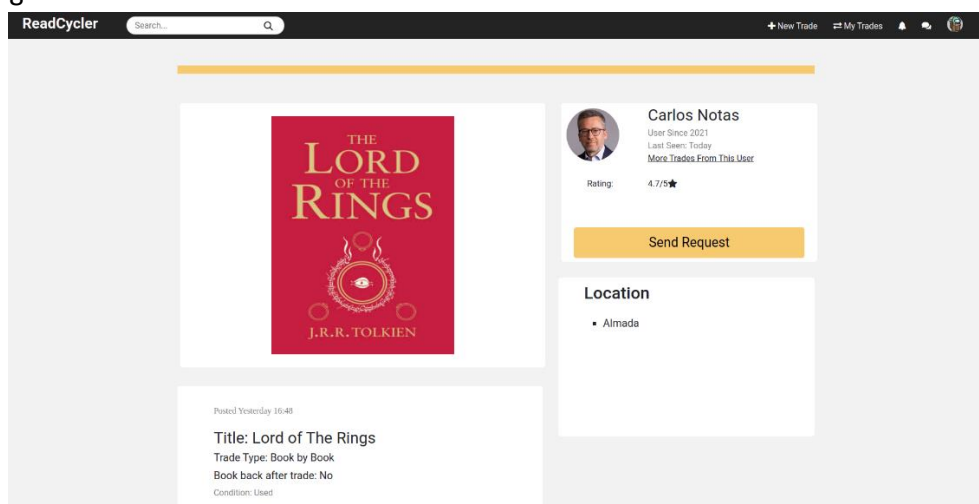 g
ReadCycler
Search...
New Trade
My Trades
THE
LORD
OF THE
RINGS
J.R.R. TOLKIEN
Carlos Notas
User Since 2021
Last Seen: Today
More Trades From This User
Rating: 4.7/5
Send Request
Location
Almada
Posted Yesterday 16:48
Title: Lord of The Rings
Trade Type: Book by Book
Book back after trade: No
Condition: Used